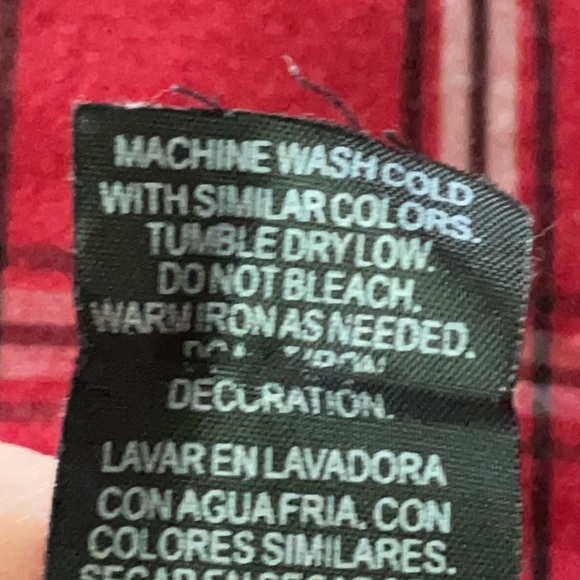 MACHINE WASH COLD
WITH SIMILAR COLORS.
TUMBLE DRY LOW.
DO NOT BLEACH.
WARM IRON AS NEEDED.
DECORATION.
LAVAR EN LAVADORA
CON AGUA FRIA. CON
COLORES SIMILARES.